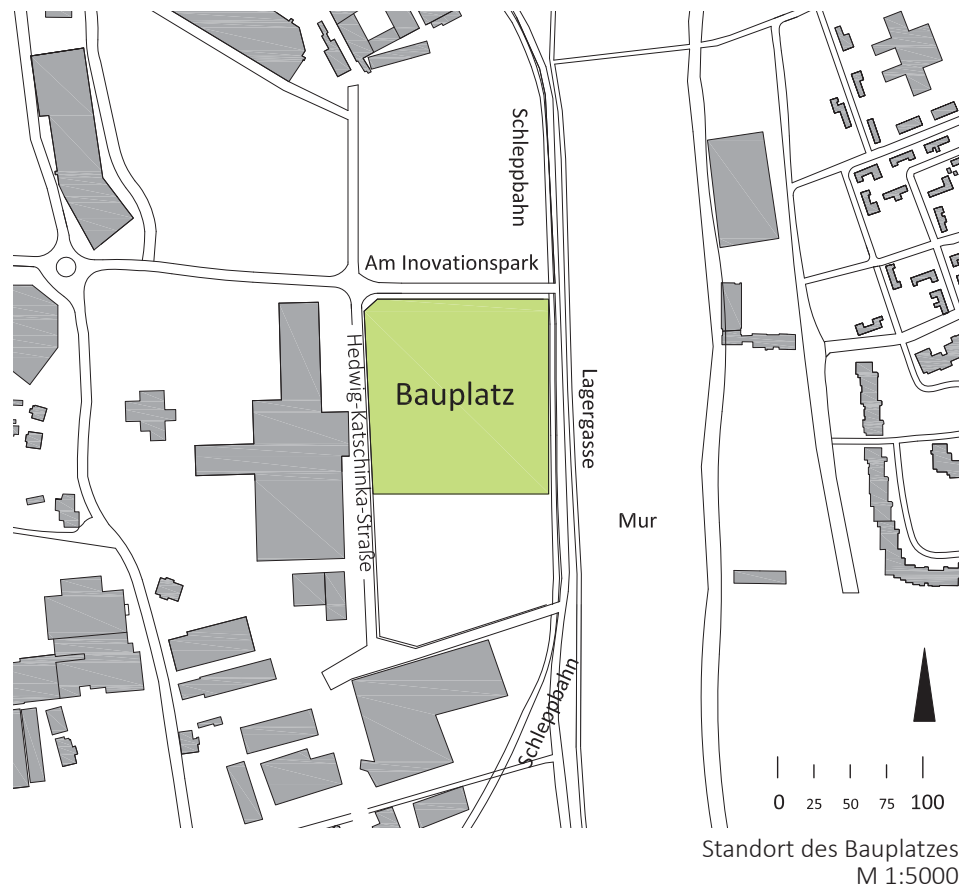 Schleppbahn
Am Inovationspark
Hedwig-Katschinka-Straße
Bauplatz
Lagergasse
Mur
Schleppbahn
0 25 50 75 100
Standort des Bauplatzes
M 1:5000